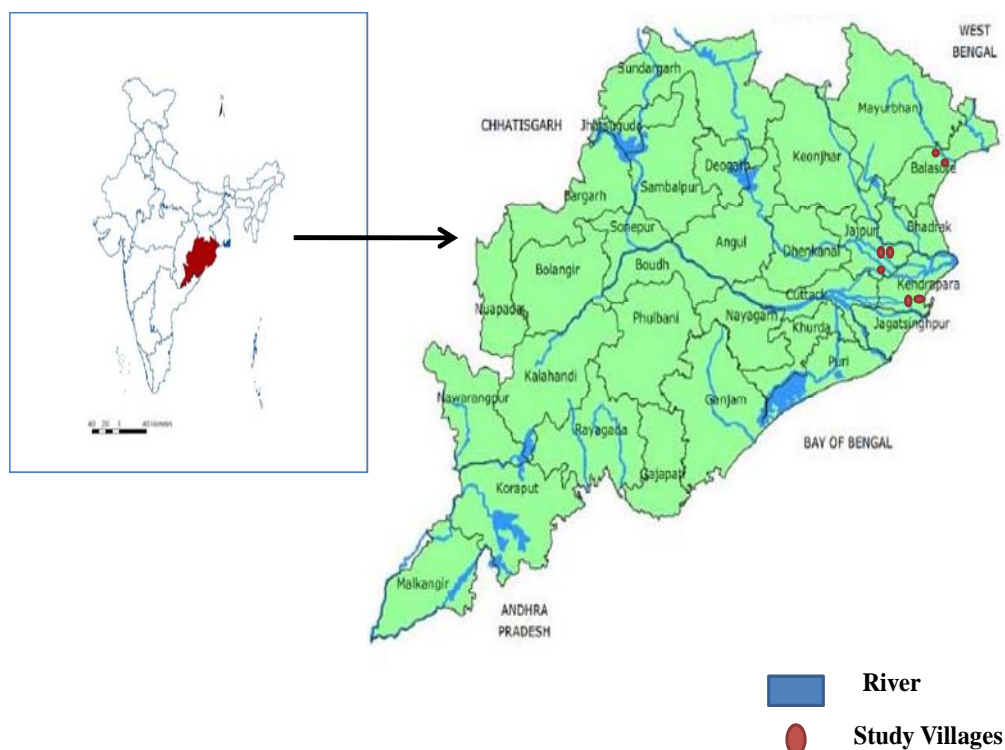 WEST
BENGAL
Sundargarh
CHHATISGARH
Jharsuguda
Mayurbhanj
Keonjhar
Deogarh
Balasore
Sambalpur
Bargarh
Sonepur
Angul
Jajpur
Bhadrak
Dhenkanal
Bolangir
Boudh
Kendrapara
Cuttack
Nuapada
Phulbani
Nayagarh
Jagatsinghpur
Khurda
Puri
Kalahandi
Nawarangpur
Ganjam
Rayagada
BAY OF BENGAL
Gajapati
Koraput
Malkangir
ANDHRA
PRADESH
River
Study Villages